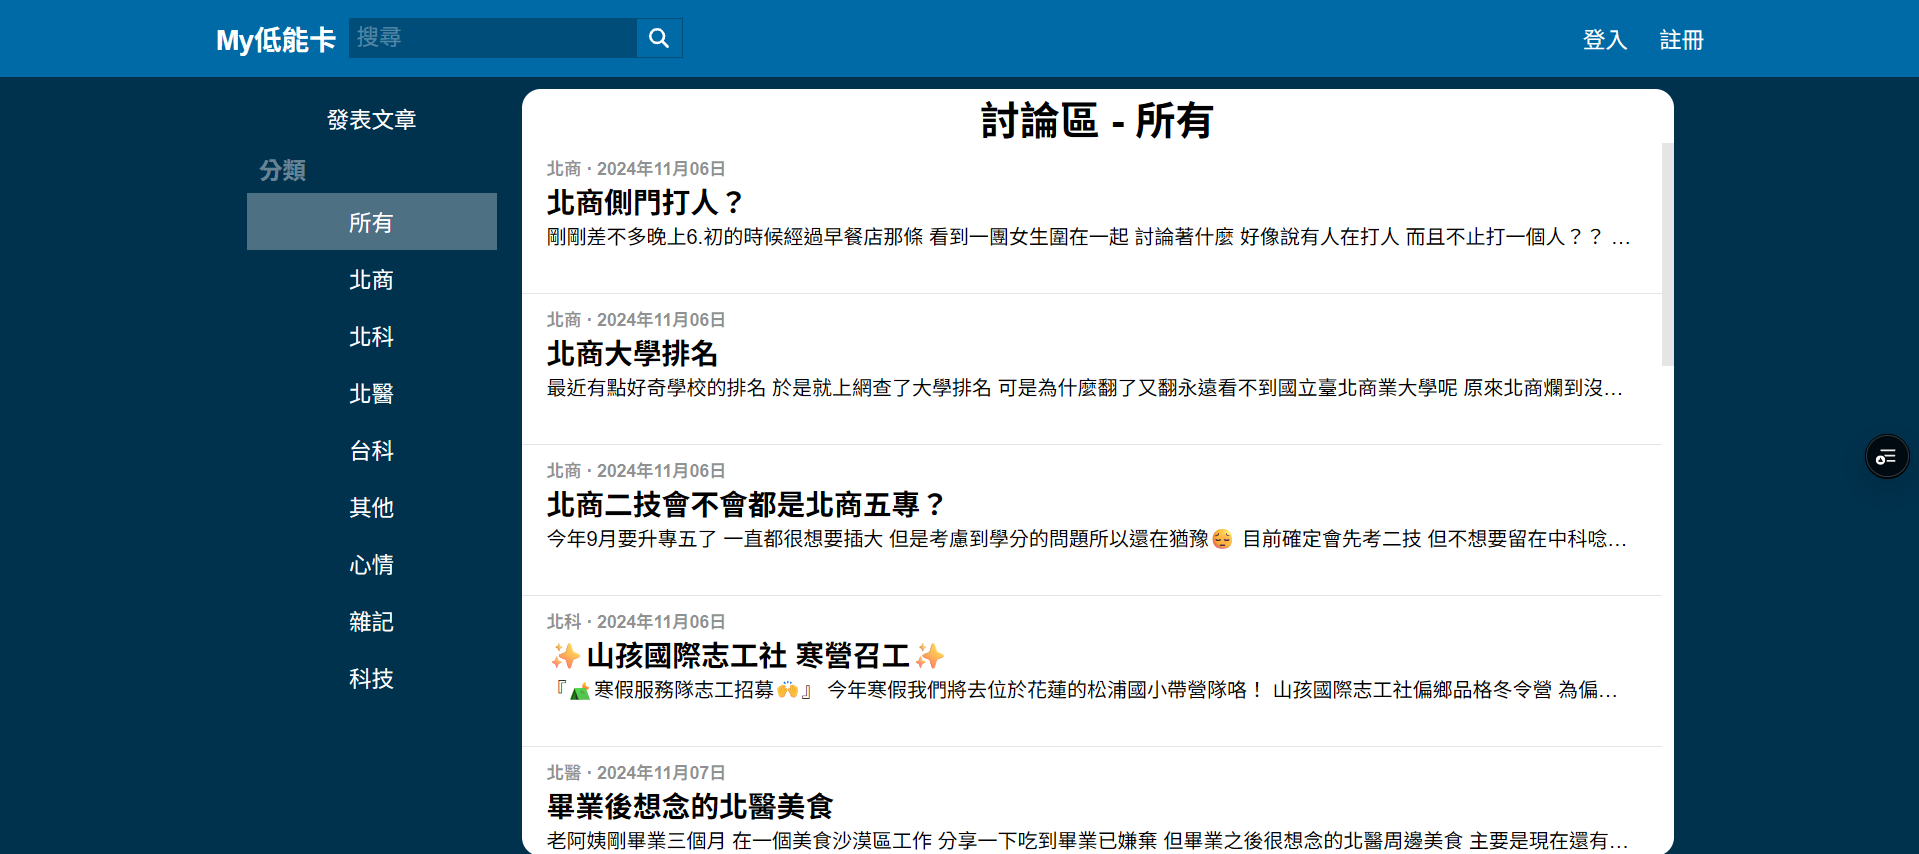 My低能卡
搜尋
登入
註冊
發表文章
分類
所有
北商
北科
北醫
台科
其他
心情
雜記
科技
討論區 - 所有
北商 · 2024年11月06日
北商側門打人？
剛剛差不多晚上6.初的時候經過早餐店那條 看到一團女生圍在一起 討論著什麼 好像說有人在打人 而且不止打一個人？？ …
北商 · 2024年11月06日
北商大學排名
最近有點好奇學校的排名 於是就上網查了大學排名 可是為什麼翻了又翻永遠看不到國立臺北商業大學呢 原來北商爛到沒…
北商 · 2024年11月06日
北商二技會不會都是北商五專？
今年9月要升專五了 一直都很想要插大 但是考慮到學分的問題所以還在猶豫😔 目前確定會先考二技 但不想要留在中科唸…
北科 · 2024年11月06日
✨山孩國際志工社 寒營召工✨
『🏕️寒假服務隊志工招募🙌』 今年寒假我們將去位於花蓮的松浦國小帶營隊咯！ 山孩國際志工社偏鄉品格冬令營 為偏…
北醫 · 2024年11月07日
畢業後想念的北醫美食
老阿姨剛畢業三個月 在一個美食沙漠區工作 分享一下吃到畢業已嫌棄 但畢業之後很想念的北醫周邊美食 主要是現在還有…